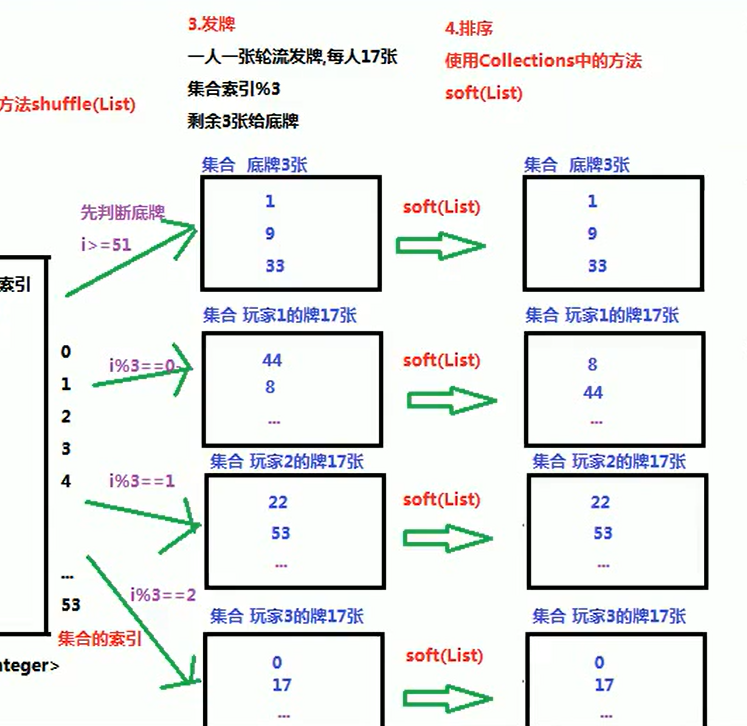 3.发牌
一人一张轮流发牌,每人17张
集合索引%3
剩余3张给底牌
4.排序
使用Collections中的方法
soft(List)
方法shuffle(List)
集合 底牌3张
1
9
33
soft(List)
集合 底牌3张
1
9
33
先判断底牌
i>=51
索引
0
1
2
3
4
...
53
集合的索引
nteger>
i%3==0
集合 玩家1的牌17张
44
8
...
soft(List)
集合 玩家1的牌17张
8
44
...
i%3==1
集合 玩家2的牌17张
22
53
...
soft(List)
集合 玩家2的牌17张
22
53
...
i%3==2
集合 玩家3的牌17张
0
17
...
soft(List)
集合 玩家3的牌17张
0
17
...